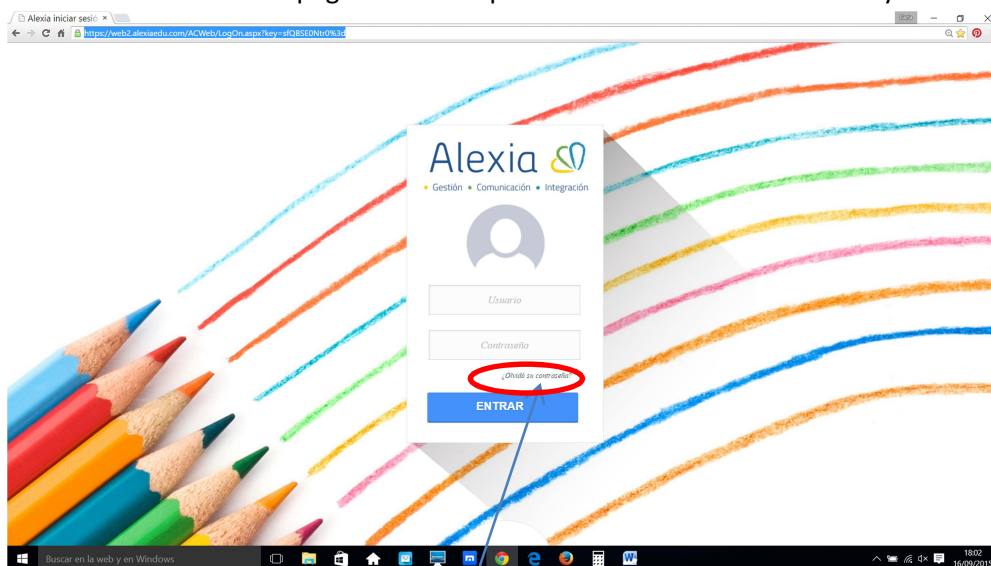 Alexia iniciar sesió
https://web2.alexiaedu.com/ACWeb/LogOn.aspx?key=sfQBSE0Ntr0%3d
Alexia
• Gestión • Comunicación • Integración
Usuario
Contraseña
¿Olvidó su contraseña?
ENTRAR
Buscar en la web y en Windows
18:02
16/09/2015